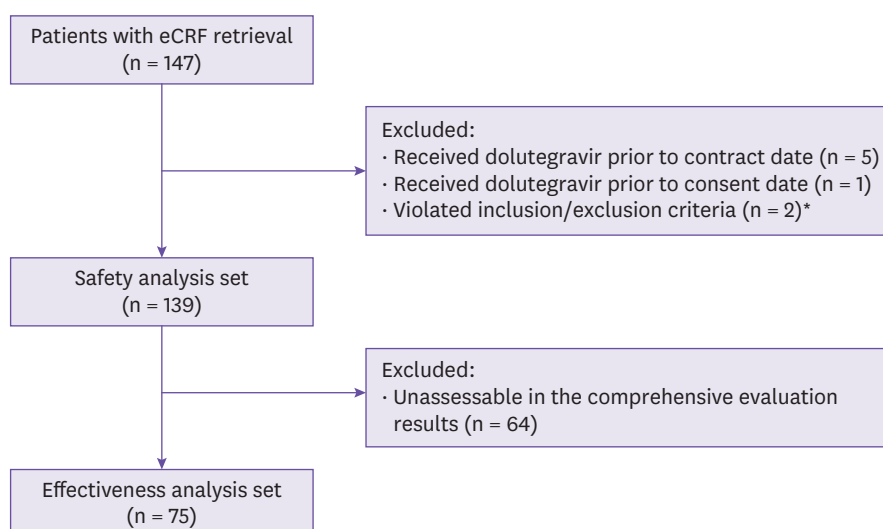 Patients with eCRF retrieval
(n = 147)
Excluded:
· Received dolutegravir prior to contract date (n = 5)
· Received dolutegravir prior to consent date (n = 1)
· Violated inclusion/exclusion criteria (n = 2)*
Safety analysis set
(n = 139)
Excluded:
· Unassessable in the comprehensive evaluation
results (n = 64)
Effectiveness analysis set
(n = 75)